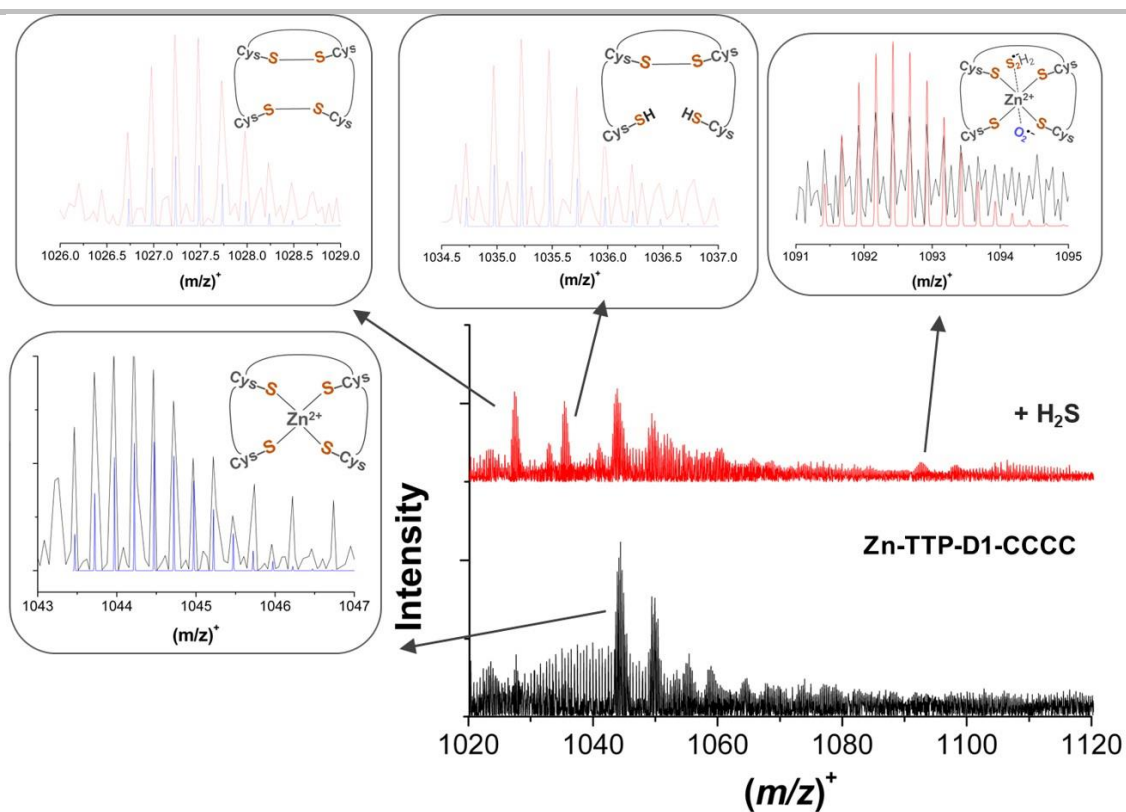 Cys S S Cys
Cys S S Cys
1026.0 1026.5 1027.0 1027.5 1028.0 1028.5 1029.0
(m/z)⁺
Cys S S Cys
Cys SH HS Cys
1034.5 1035.0 1035.5 1036.0 1036.5 1037.0
(m/z)⁺
S₂•⁻H₂
Cys S S Cys
Zn²⁺
Cys S S Cys
O₂•⁻
1091 1092 1093 1094 1095
(m/z)⁺
Cys S S Cys
Zn²⁺
Cys S S Cys
1043 1044 1045 1046 1047
(m/z)⁺
+ H₂S
Zn-TTP-D1-CCCC
Intensity
1020 1040 1060 1080 1100 1120
(m/z)⁺